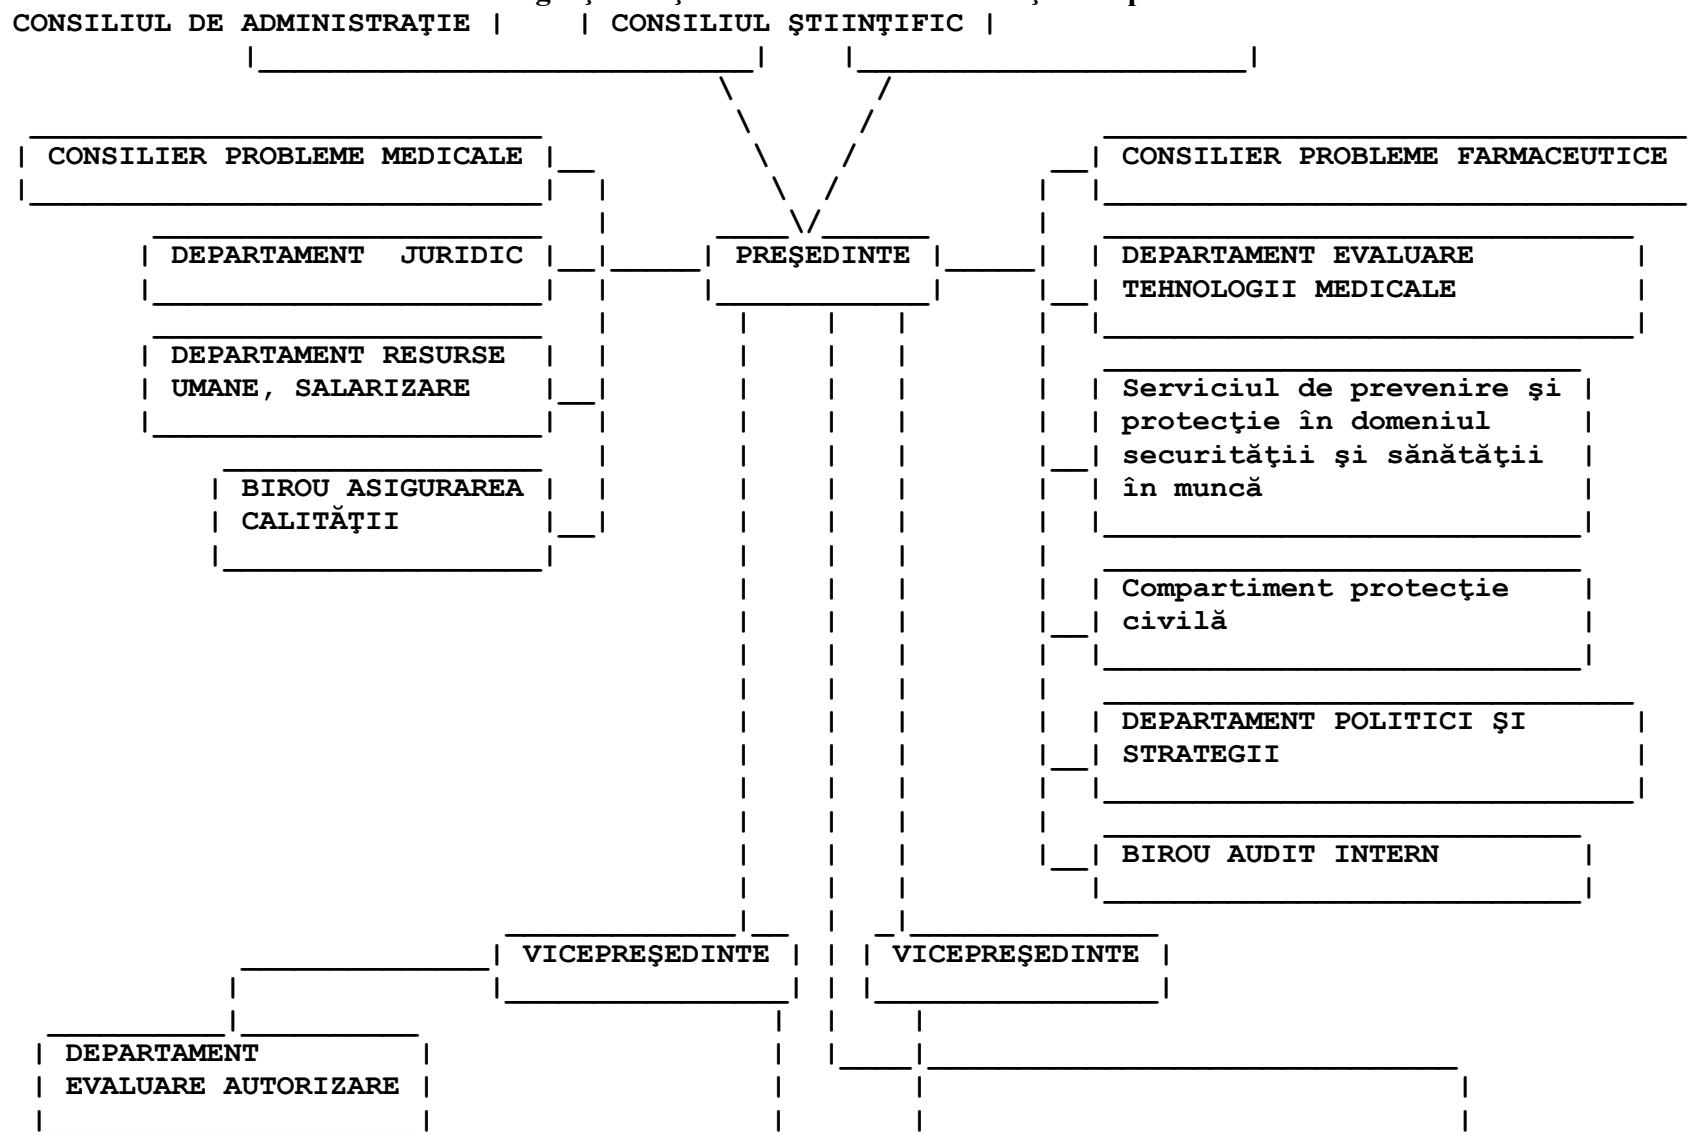 CONSILIUL DE ADMINISTRAŢIE | | CONSILIUL ŞTIINŢIFIC |
CONSILIER PROBLEME MEDICALE
CONSILIER PROBLEME FARMACEUTICE
DEPARTAMENT JURIDIC
PREŞEDINTE
DEPARTAMENT EVALUARE
TEHNOLOGII MEDICALE
DEPARTAMENT RESURSE
UMANE, SALARIZARE
Serviciul de prevenire şi
protecţie în domeniul
securităţii şi sănătăţii
în muncă
BIROU ASIGURAREA
CALITĂŢII
Compartiment protecţie
civilă
DEPARTAMENT POLITICI ŞI
STRATEGII
BIROU AUDIT INTERN
VICEPREŞEDINTE
VICEPREŞEDINTE
DEPARTAMENT
EVALUARE AUTORIZARE